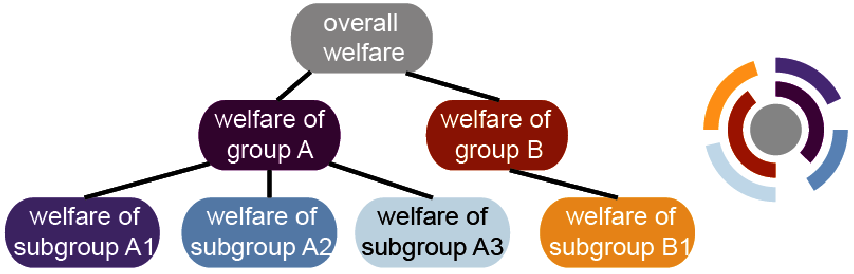 overall
welfare
welfare of
group A
welfare of
group B
welfare of
subgroup A1
welfare of
subgroup A2
welfare of
subgroup A3
welfare of
subgroup B1